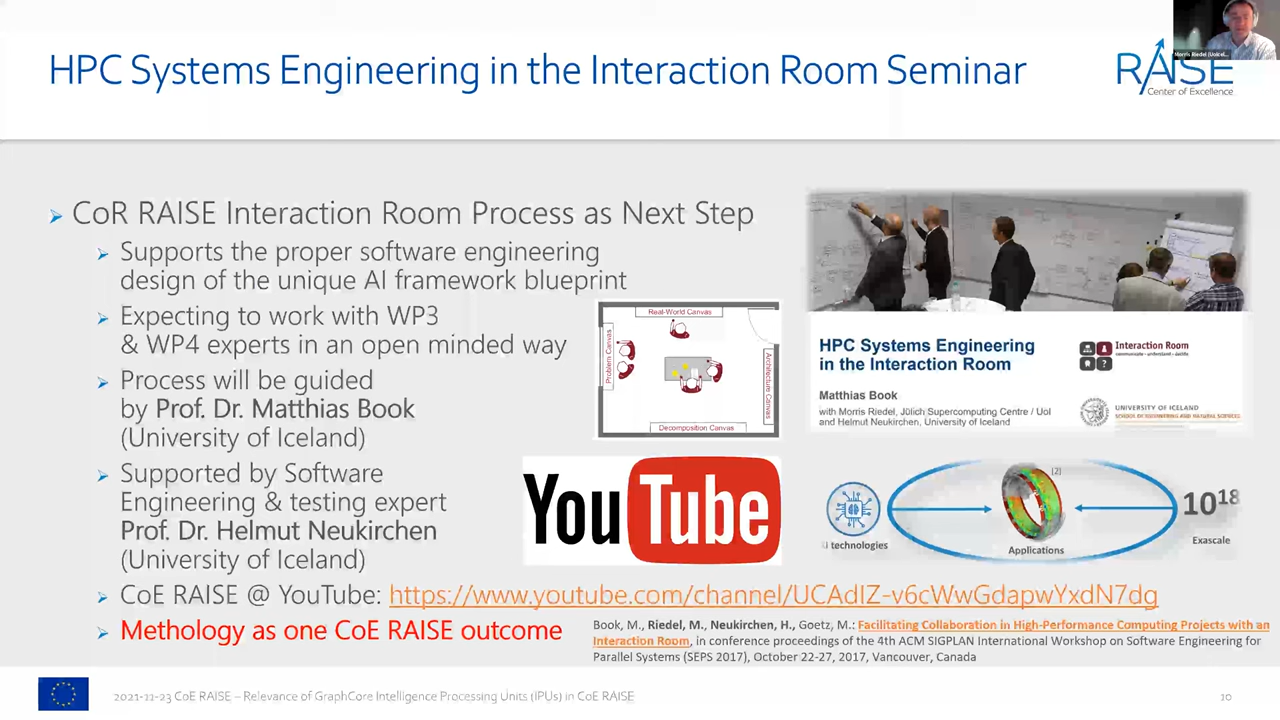 HPC Systems Engineering in the Interaction Room Seminar
RAISE
Center of Excellence
CoR RAISE Interaction Room Process as Next Step
Supports the proper software engineering
design of the unique AI framework blueprint
Expecting to work with WP3
& WP4 experts in an open minded way
Process will be guided
by Prof. Dr. Matthias Book
(University of Iceland)
Supported by Software
Engineering & testing expert
Prof. Dr. Helmut Neukirchen
(University of Iceland)
CoE RAISE @ YouTube: https://www.youtube.com/channel/UCAdIZ-v6cWwGdapwYxdN7dg
Methology as one CoE RAISE outcome
Real-World Canvas
Problem Canvas
Architecture Canvas
Decomposition Canvas
YouTube
HPC Systems Engineering
in the Interaction Room
Interaction Room
communicate · understand · decide
Matthias Book
with Morris Riedel, Jülich Supercomputing Centre / UoI
and Helmut Neukirchen, University of Iceland
UNIVERSITY OF ICELAND
SCHOOL OF ENGINEERING AND NATURAL SCIENCES
[2]
10^18
technologies
Applications
Exascale
Book, M., Riedel, M., Neukirchen, H., Goetz, M.: Facilitating Collaboration in High-Performance Computing Projects with an
Interaction Room, in conference proceedings of the 4th ACM SIGPLAN International Workshop on Software Engineering for
Parallel Systems (SEPS 2017), October 22-27, 2017, Vancouver, Canada
2021-11-23 CoE RAISE – Relevance of GraphCore Intelligence Processing Units (IPUs) in CoE RAISE
10